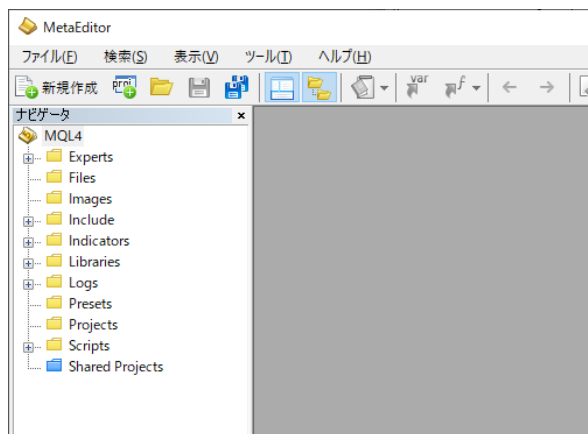 MetaEditor
ファイル(F) 検索(S) 表示(V) ツール(T) ヘルプ(H)
新規作成 proj var f
ナビゲータ ×
MQL4
Experts
Files
Images
Include
Indicators
Libraries
Logs
Presets
Projects
Scripts
Shared Projects